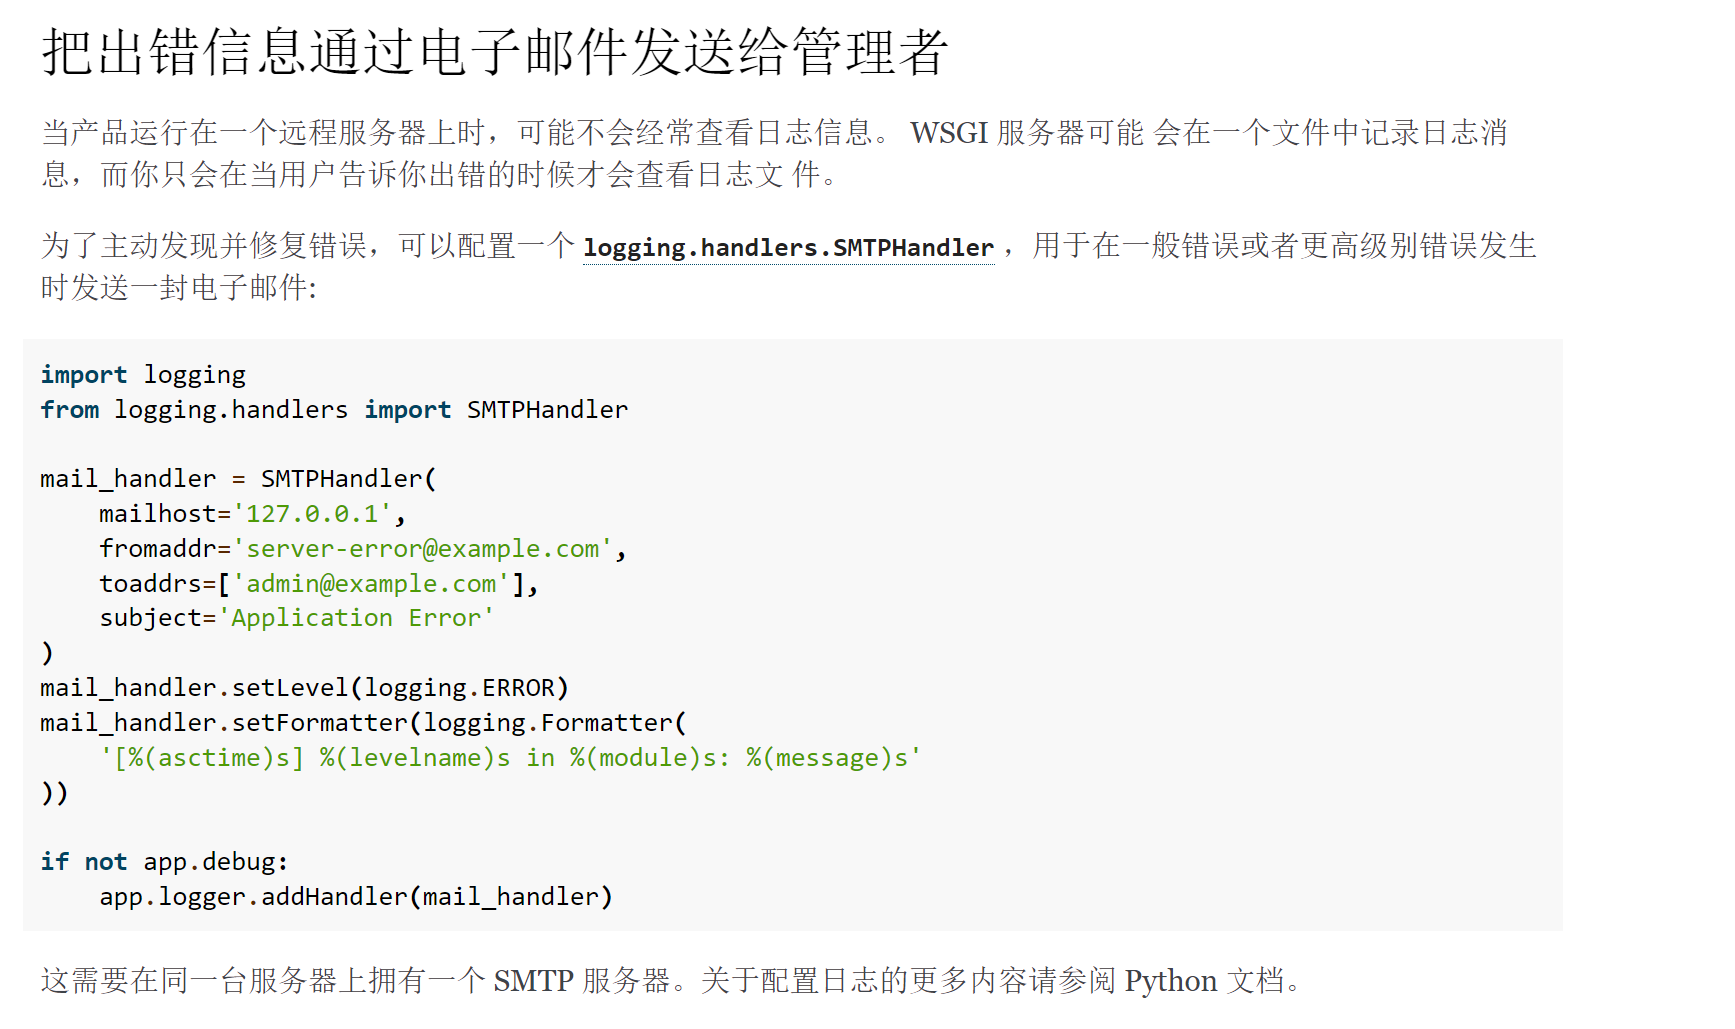 把出错信息通过电子邮件发送给管理者
当产品运行在一个远程服务器上时，可能不会经常查看日志信息。 WSGI 服务器可能 会在一个文件中记录日志消
息，而你只会在当用户告诉你出错的时候才会查看日志文 件。
为了主动发现并修复错误，可以配置一个 logging.handlers.SMTPHandler ，用于在一般错误或者更高级别错误发生
时发送一封电子邮件:
import logging
from logging.handlers import SMTPHandler
mail_handler = SMTPHandler(
    mailhost='127.0.0.1',
    fromaddr='server-error@example.com',
    toaddrs=['admin@example.com'],
    subject='Application Error'
)
mail_handler.setLevel(logging.ERROR)
mail_handler.setFormatter(logging.Formatter(
    '[%(asctime)s] %(levelname)s in %(module)s: %(message)s'
))
if not app.debug:
    app.logger.addHandler(mail_handler)
这需要在同一台服务器上拥有一个 SMTP 服务器。关于配置日志的更多内容请参阅 Python 文档。